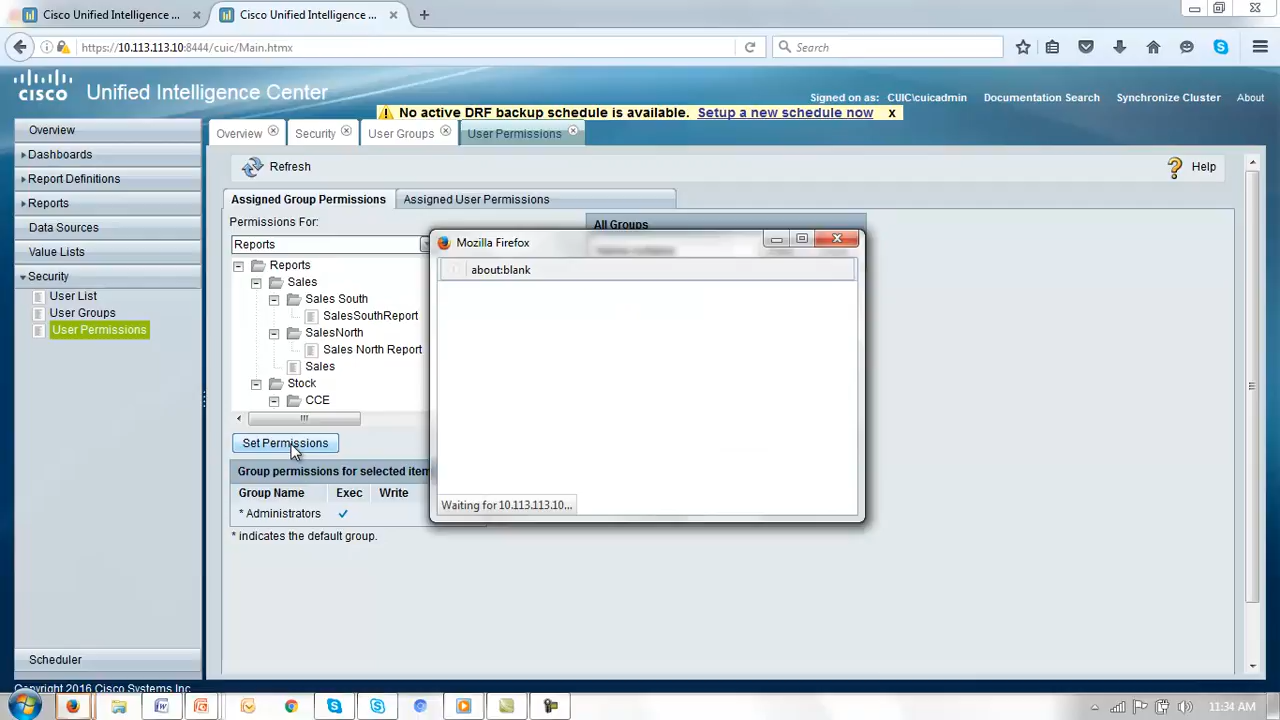 Cisco Unified Intelligence ...
Cisco Unified Intelligence ...
https://10.113.113.10:8444/cuic/Main.htmx
Search
CISCO
Unified Intelligence Center
No active DRF backup schedule is available. Setup a new schedule now x
Signed on as: CUIC\cuicadmin
Documentation Search
Synchronize Cluster
About
Overview
Dashboards
Report Definitions
Reports
Data Sources
Value Lists
Security
User List
User Groups
User Permissions
Scheduler
Copyright 2016 Cisco Systems Inc
Overview
Security
User Groups
User Permissions
Refresh
Help
Assigned Group Permissions
Assigned User Permissions
Permissions For:
All Groups
Reports
Reports
Sales
Sales South
SalesSouthReport
SalesNorth
Sales North Report
Sales
Stock
CCE
Set Permissions
Group permissions for selected item
Group Name Exec Write
* Administrators
* indicates the default group.
Mozilla Firefox
about:blank
Waiting for 10.113.113.10...
11:34 AM